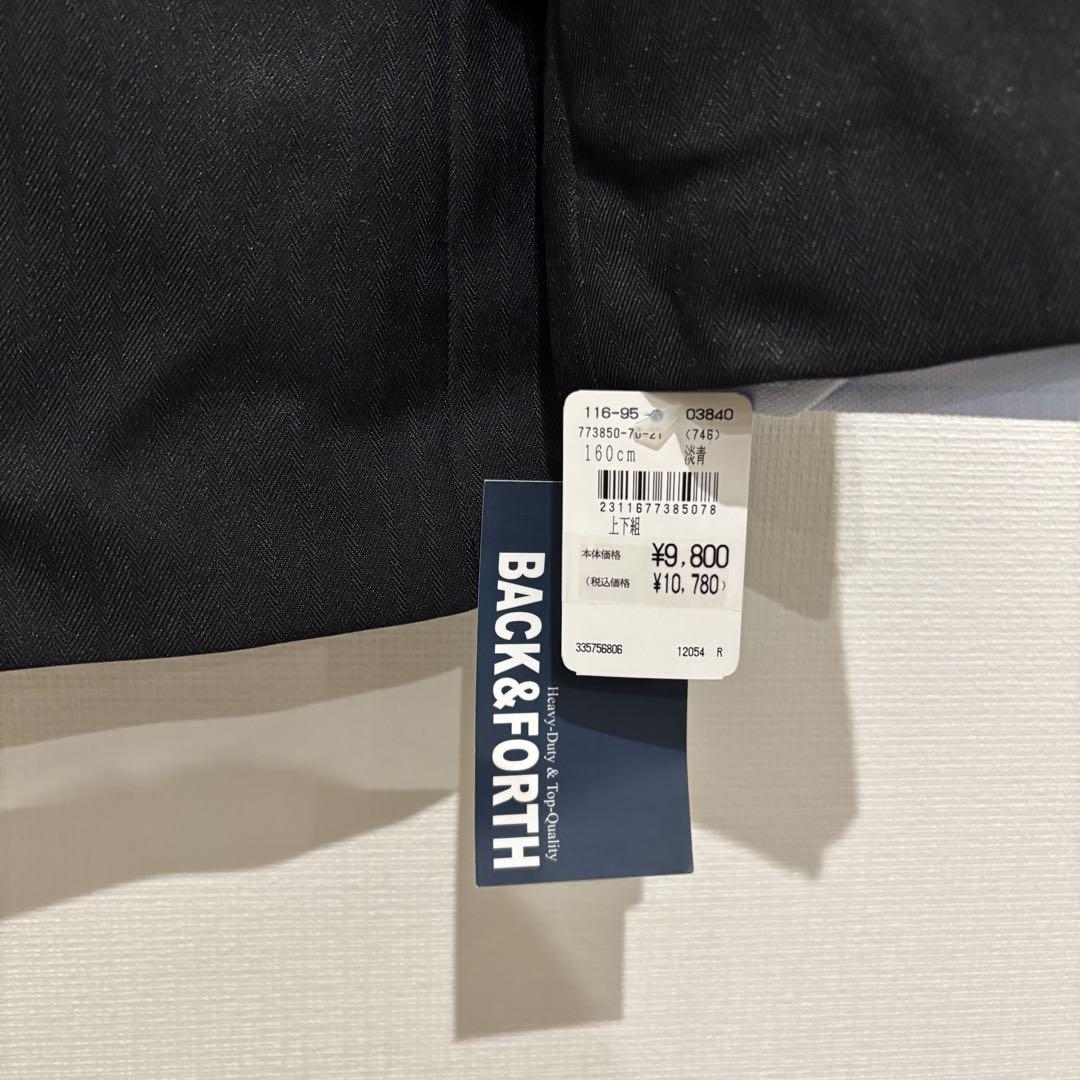 116-95 03840
773850-70-21 (746)
160cm 淡青
2311677385078
上下組
本体価格 ¥9,800
(税込価格 ¥10,780)
335756806 12054 R
BACK&FORTH
Heavy-Duty & Top-Quality